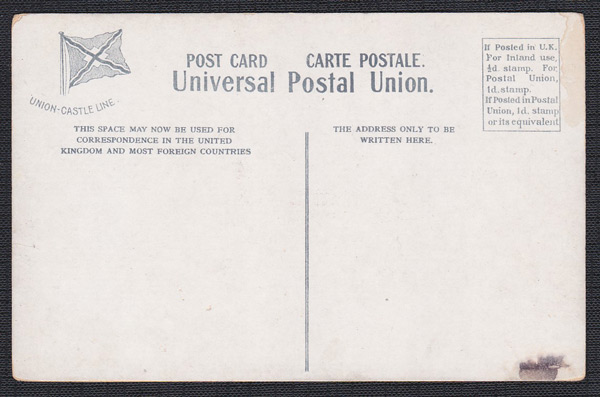 UNION-CASTLE LINE.
POST CARD CARTE POSTALE.
Universal Postal Union.
If Posted in U.K.
For Inland use,
½d. stamp. For
Postal Union,
1d. stamp.
If Posted in Postal
Union, 1d. stamp
or its equivalent
THIS SPACE MAY NOW BE USED FOR
CORRESPONDENCE IN THE UNITED
KINGDOM AND MOST FOREIGN COUNTRIES
THE ADDRESS ONLY TO BE
WRITTEN HERE.